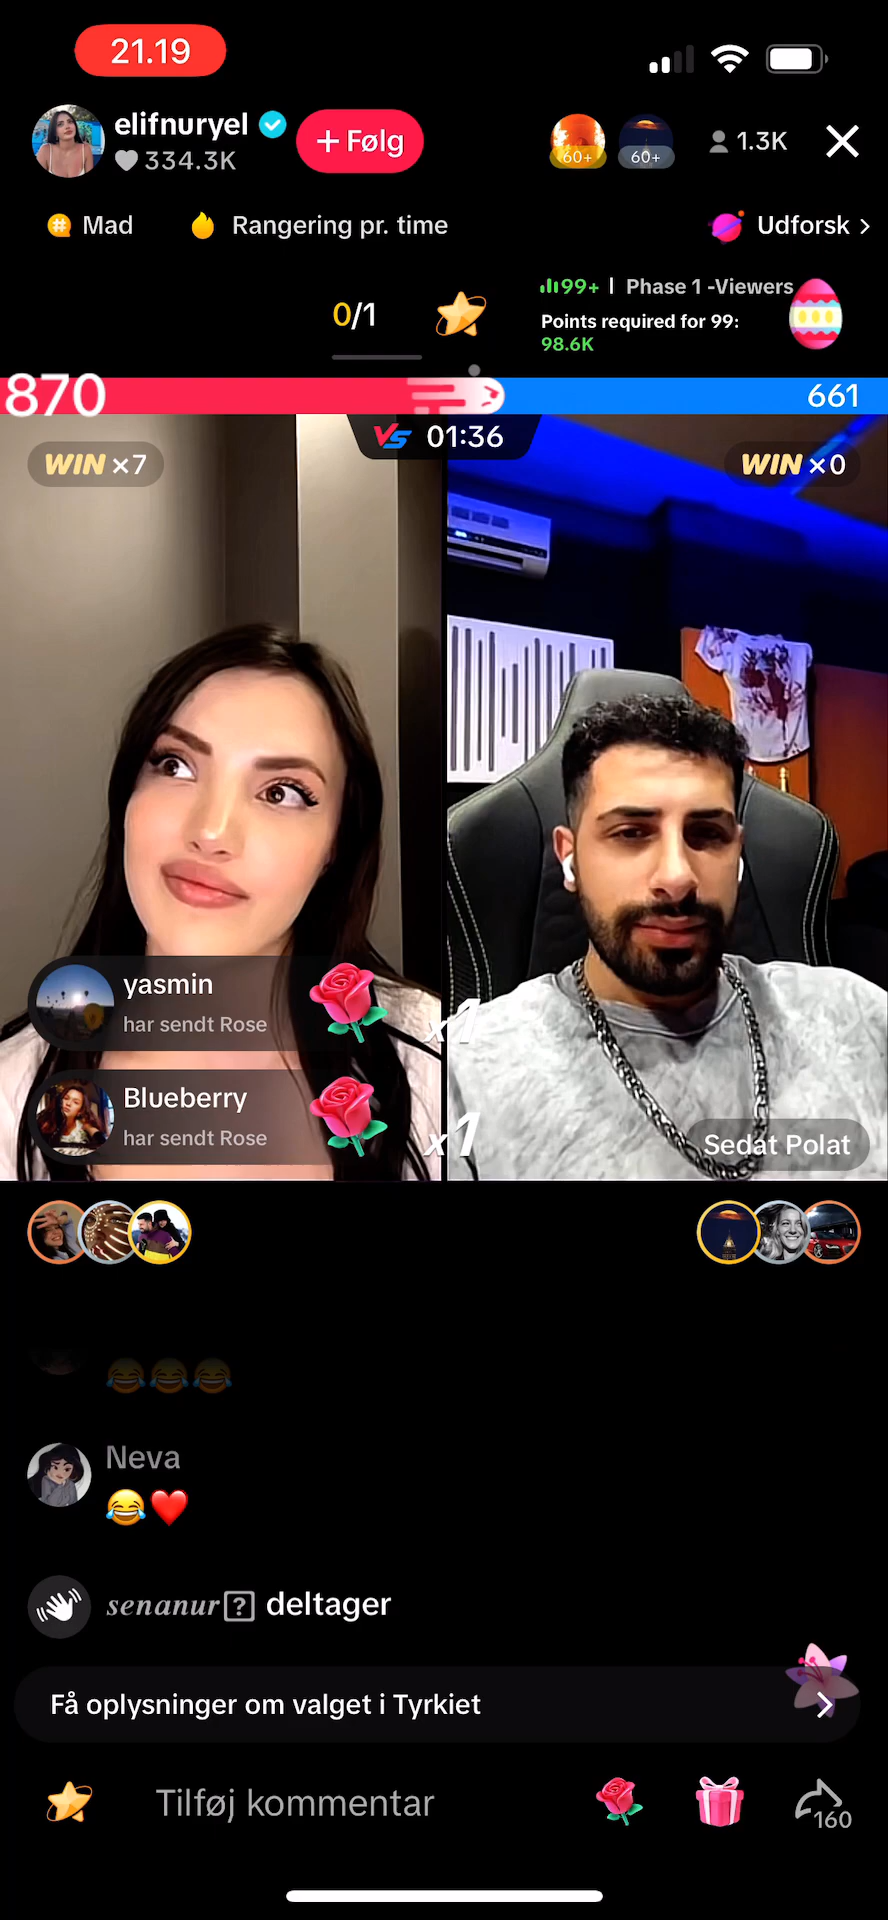 21.19
elifnuryel
334.3K
+ Følg
60+
60+
1.3K
Mad
Rangering pr. time
Udforsk >
0/1
99+ | Phase 1 -Viewers
Points required for 99:
98.6K
870
661
VS 01:36
WIN ×7
WIN ×0
yasmin
har sendt Rose
x1
Blueberry
har sendt Rose
x1
Sedat Polat
😂😂😂
Neva
😂❤️
senanur[?] deltager
Få oplysninger om valget i Tyrkiet
Tilføj kommentar
160